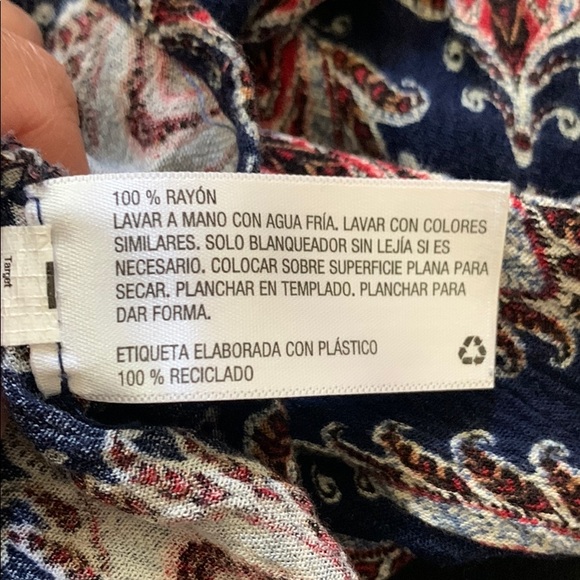 100 % RAYÓN
LAVAR A MANO CON AGUA FRÍA. LAVAR CON COLORES
SIMILARES. SOLO BLANQUEADOR SIN LEJÍA SI ES
NECESARIO. COLOCAR SOBRE SUPERFICIE PLANA PARA
SECAR. PLANCHAR EN TEMPLADO. PLANCHAR PARA
DAR FORMA.
ETIQUETA ELABORADA CON PLÁSTICO
100 % RECICLADO
Target